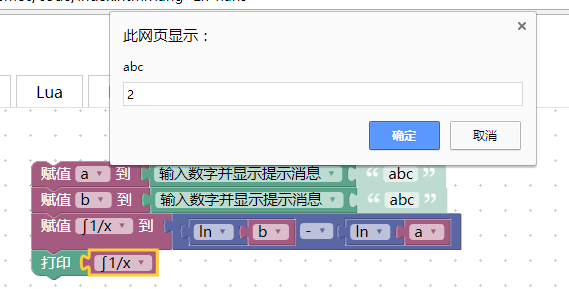 此网页显示：
abc
2
确定 取消
Lua
赋值 a 到 输入数字并显示提示消息 “ abc ”
赋值 b 到 输入数字并显示提示消息 “ abc ”
赋值 ∫1/x 到 ln b - ln a
打印 ∫1/x